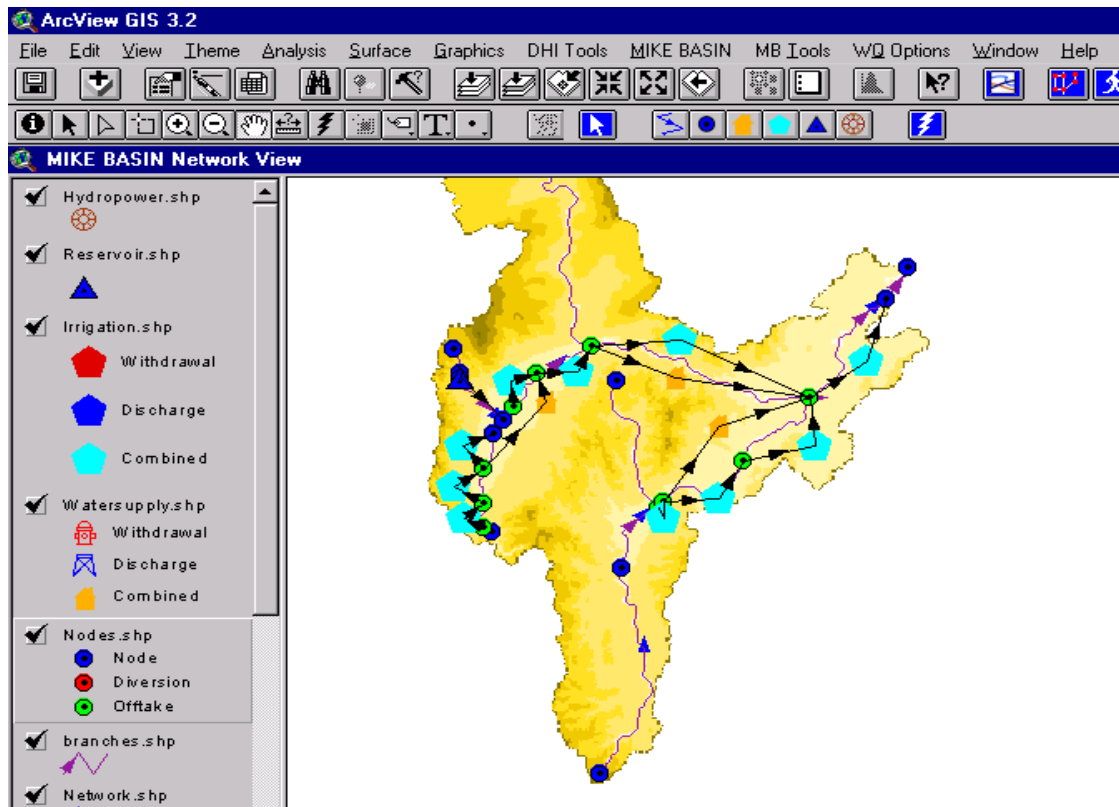 ArcView GIS 3.2
File Edit View Theme Analysis Surface Graphics DHI Tools MIKE BASIN MB Tools WQ Options Window Help
T
MIKE BASIN Network View
Hydropower.shp
Reservoir.shp
Irrigation.shp
Withdrawal
Discharge
Combined
Watersupply.shp
Withdrawal
Discharge
Combined
Nodes.shp
Node
Diversion
Offtake
branches.shp
Network.shp